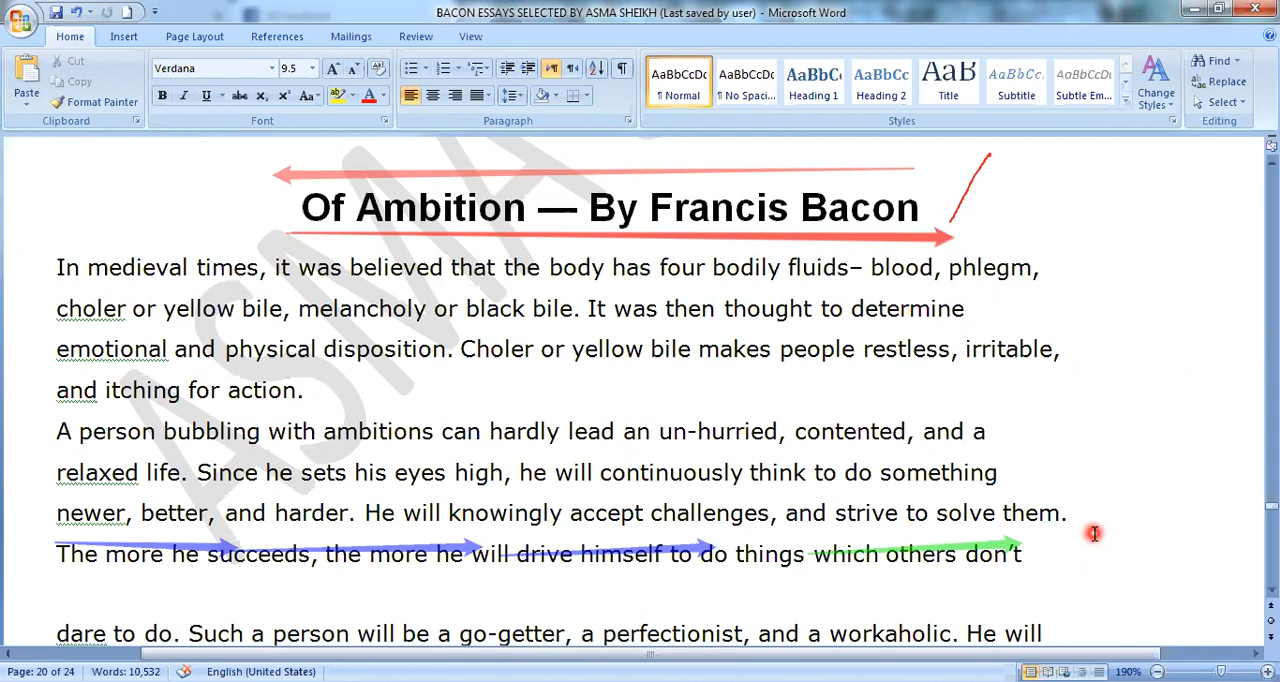 BACON ESSAYS SELECTED BY ASMA SHEIKH (Last saved by user) - Microsoft Word
Home Insert Page Layout References Mailings Review View
Paste Cut Copy Format Painter Clipboard
Verdana 9.5 Font
Paragraph
AaBbCcDc ¶ Normal AaBbCcDc ¶ No Spaci... AaBbC Heading 1 AaBbCc Heading 2 AaB Title AaBbCc Subtitle AaBbCcDc Subtle Em... Change Styles Styles
Find Replace Select Editing
Of Ambition — By Francis Bacon
In medieval times, it was believed that the body has four bodily fluids– blood, phlegm,
choler or yellow bile, melancholy or black bile. It was then thought to determine
emotional and physical disposition. Choler or yellow bile makes people restless, irritable,
and itching for action.
A person bubbling with ambitions can hardly lead an un-hurried, contented, and a
relaxed life. Since he sets his eyes high, he will continuously think to do something
newer, better, and harder. He will knowingly accept challenges, and strive to solve them.
The more he succeeds, the more he will drive himself to do things which others don’t
dare to do. Such a person will be a go-getter, a perfectionist, and a workaholic. He will
ASMA
Page: 20 of 24 Words: 10,532 English (United States) 190%